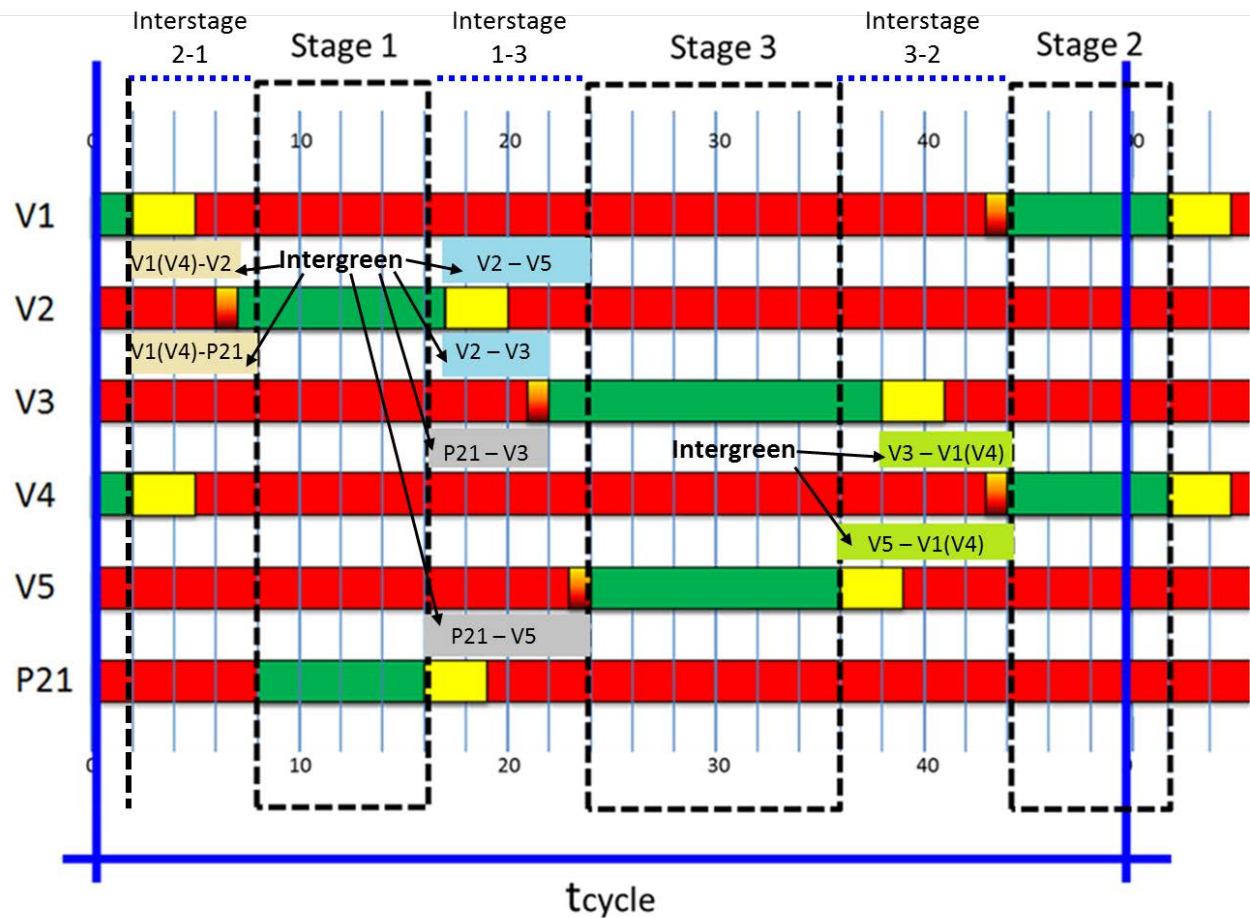 Interstage
2-1
Stage 1
Interstage
1-3
Stage 3
Interstage
3-2
Stage 2
0 10 20 30 40
V1
V1(V4)-V2
Intergreen
V2 – V5
V2
V1(V4)-P21
V2 – V3
V3
P21 – V3
Intergreen
V3 – V1(V4)
V4
V5 – V1(V4)
V5
P21 – V5
P21
0 10 20 30 40
tcycle